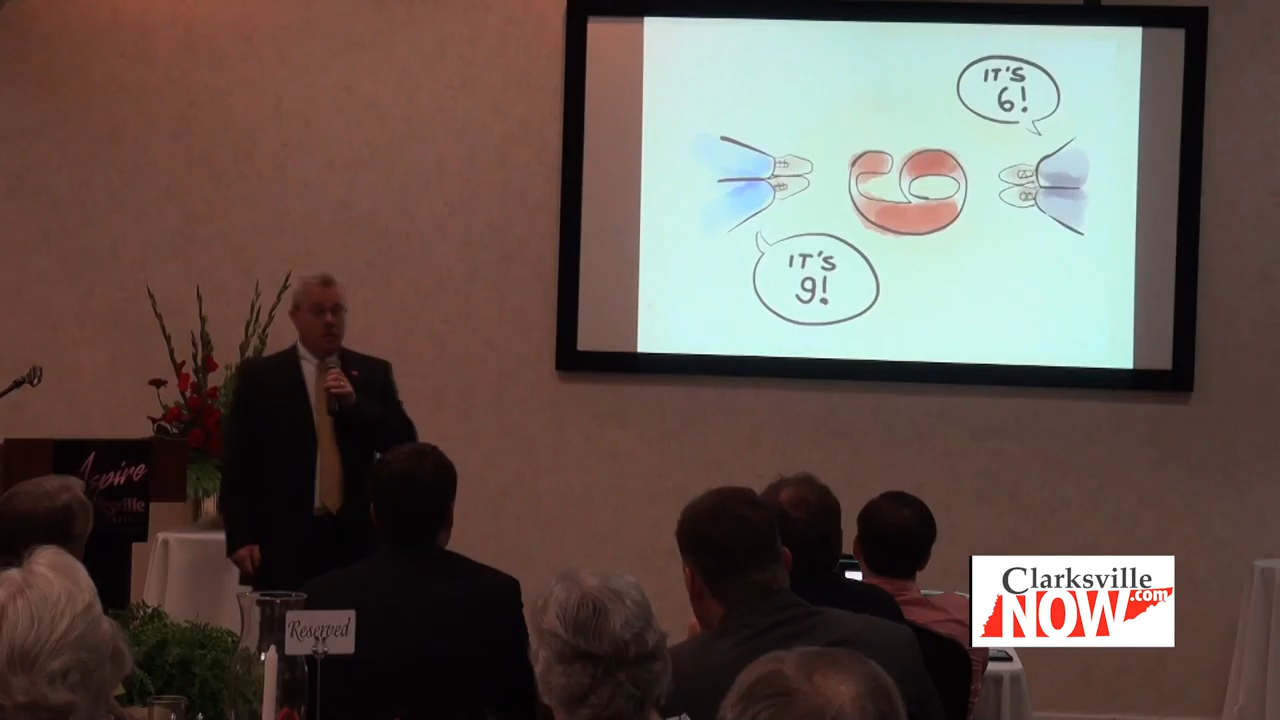 IT'S
6!
IT'S
9!
Aspire
Reserved
Clarksville
NOW.com